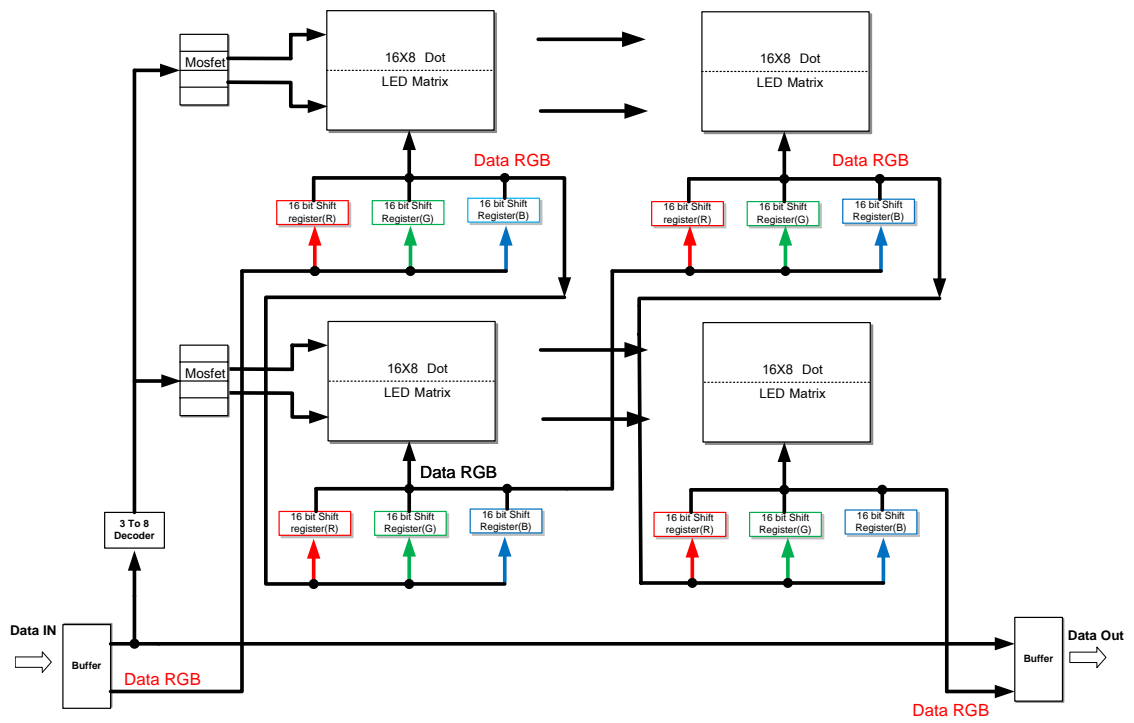 Mosfet
16X8 Dot
LED Matrix
16X8 Dot
LED Matrix
Data RGB
Data RGB
16 bit Shift
register(R)
16 bit Shift
Register(G)
16 bit Shift
Register(B)
16 bit Shift
register(R)
16 bit Shift
Register(G)
16 bit Shift
Register(B)
Mosfet
16X8 Dot
LED Matrix
16X8 Dot
LED Matrix
Data RGB
16 bit Shift
register(R)
16 bit Shift
Register(G)
16 bit Shift
Register(B)
16 bit Shift
register(R)
16 bit Shift
Register(G)
16 bit Shift
Register(B)
3 To 8
Decoder
Data IN
Buffer
Data RGB
Data Out
Buffer
Data RGB